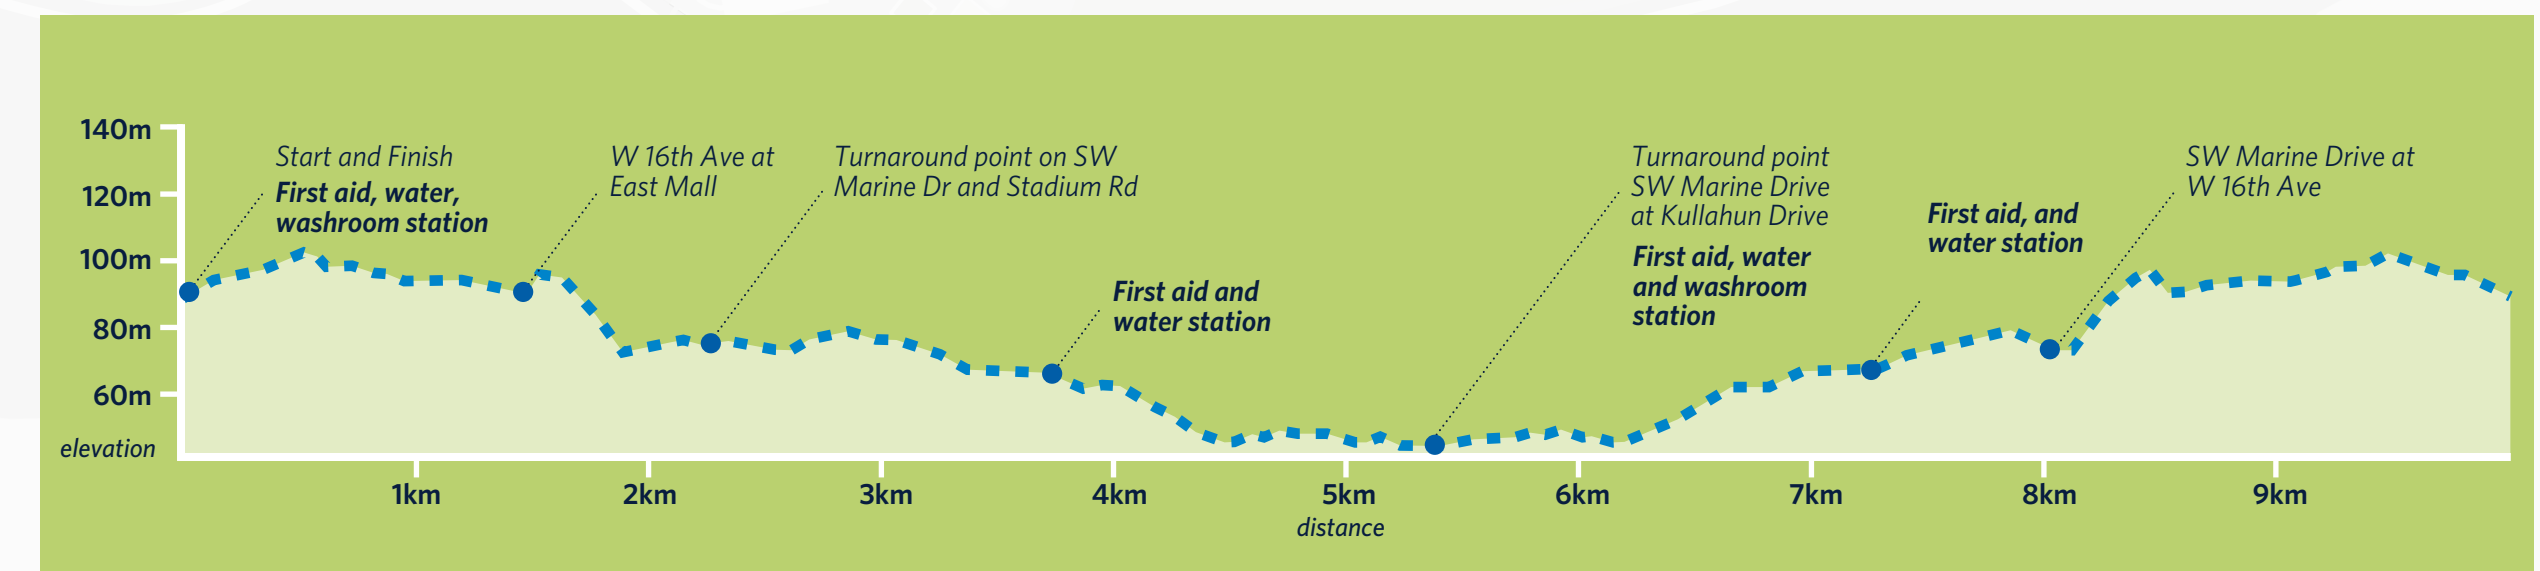 140m
120m
100m
80m
60m
elevation
Start and Finish
First aid, water,
washroom station
W 16th Ave at
East Mall
Turnaround point on SW
Marine Dr and Stadium Rd
First aid and
water station
Turnaround point
SW Marine Drive
at Kullahun Drive
First aid, water
and washroom
station
First aid, and
water station
SW Marine Drive at
W 16th Ave
1km
2km
3km
4km
5km
6km
7km
8km
9km
distance